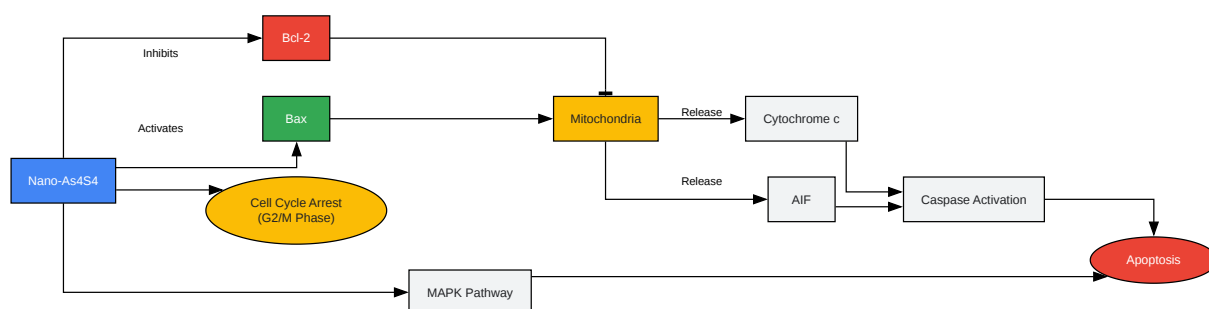 Bcl-2
Inhibits
Bax
Activates
Mitochondria
Release
Cytochrome c
Nano-As4S4
Cell Cycle Arrest
(G2/M Phase)
Release
AIF
Caspase Activation
Apoptosis
MAPK Pathway